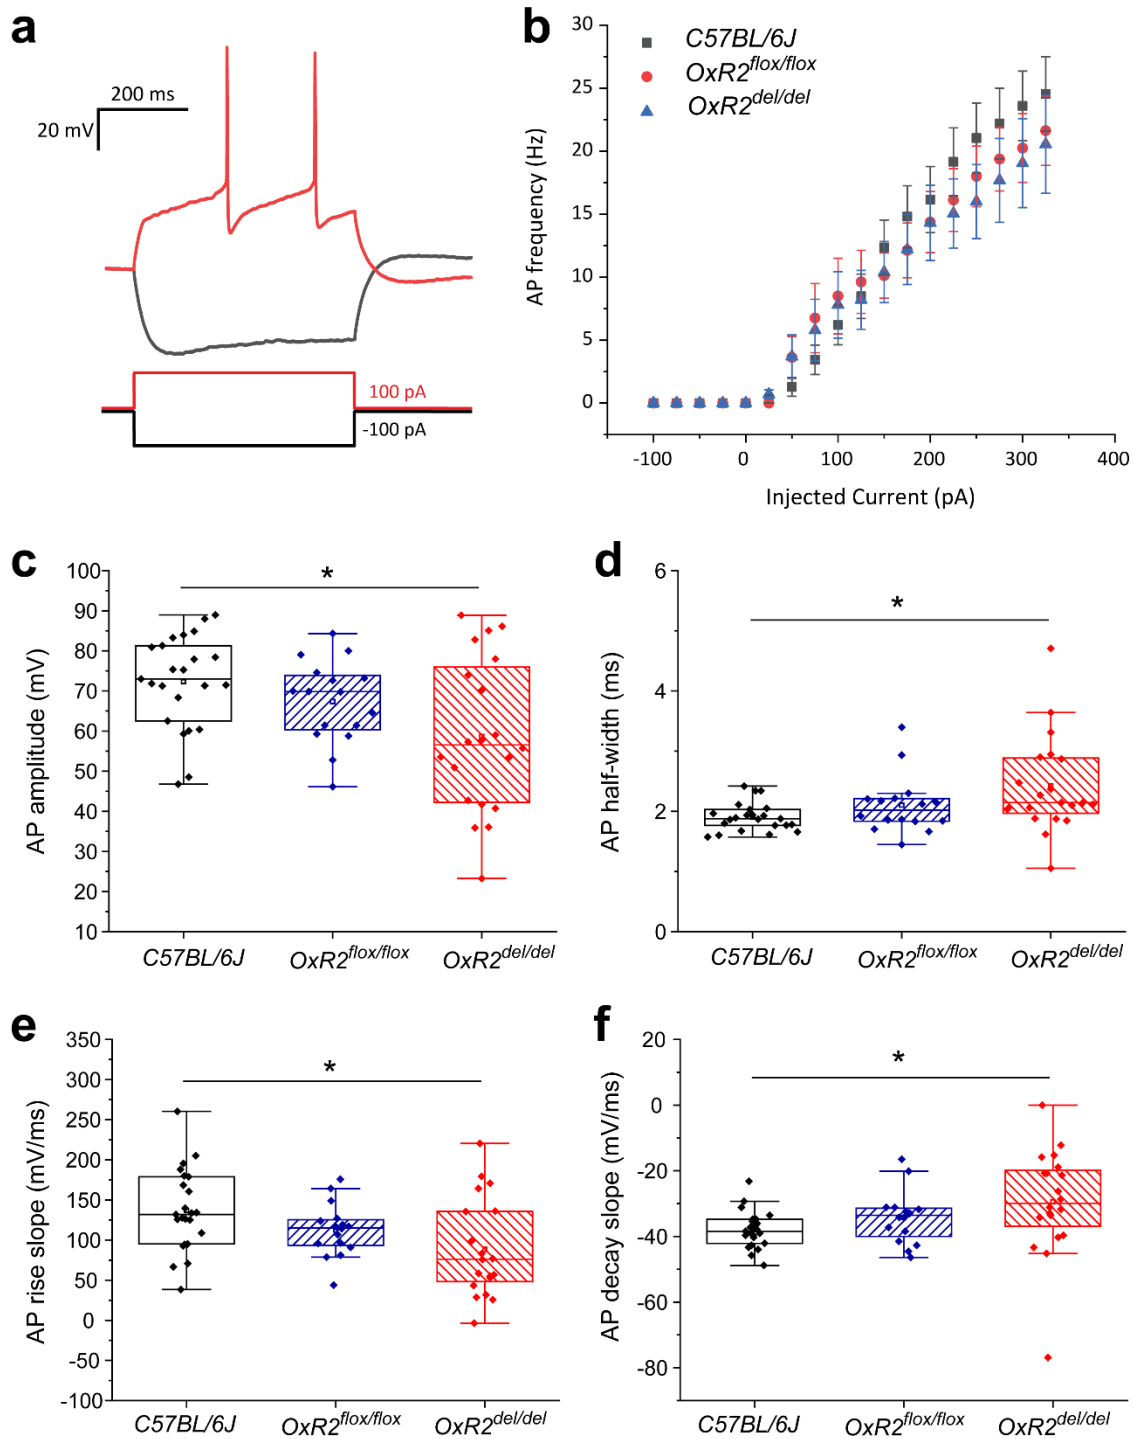 a
200 ms
20 mV
100 pA
-100 pA
b
C57BL/6J
OxR2flox/flox
OxR2del/del
AP frequency (Hz)
30
25
20
15
10
5
0
-100
0
100
200
300
400
Injected Current (pA)
c
AP amplitude (mV)
100
90
80
70
60
50
40
30
20
10
*
C57BL/6J
OxR2flox/flox
OxR2del/del
d
AP half-width (ms)
6
4
2
0
*
C57BL/6J
OxR2flox/flox
OxR2del/del
e
AP rise slope (mV/ms)
350
300
250
200
150
100
50
0
-50
-100
*
C57BL/6J
OxR2flox/flox
OxR2del/del
f
AP decay slope (mV/ms)
20
0
-20
-40
-60
-80
*
C57BL/6J
OxR2flox/flox
OxR2del/del